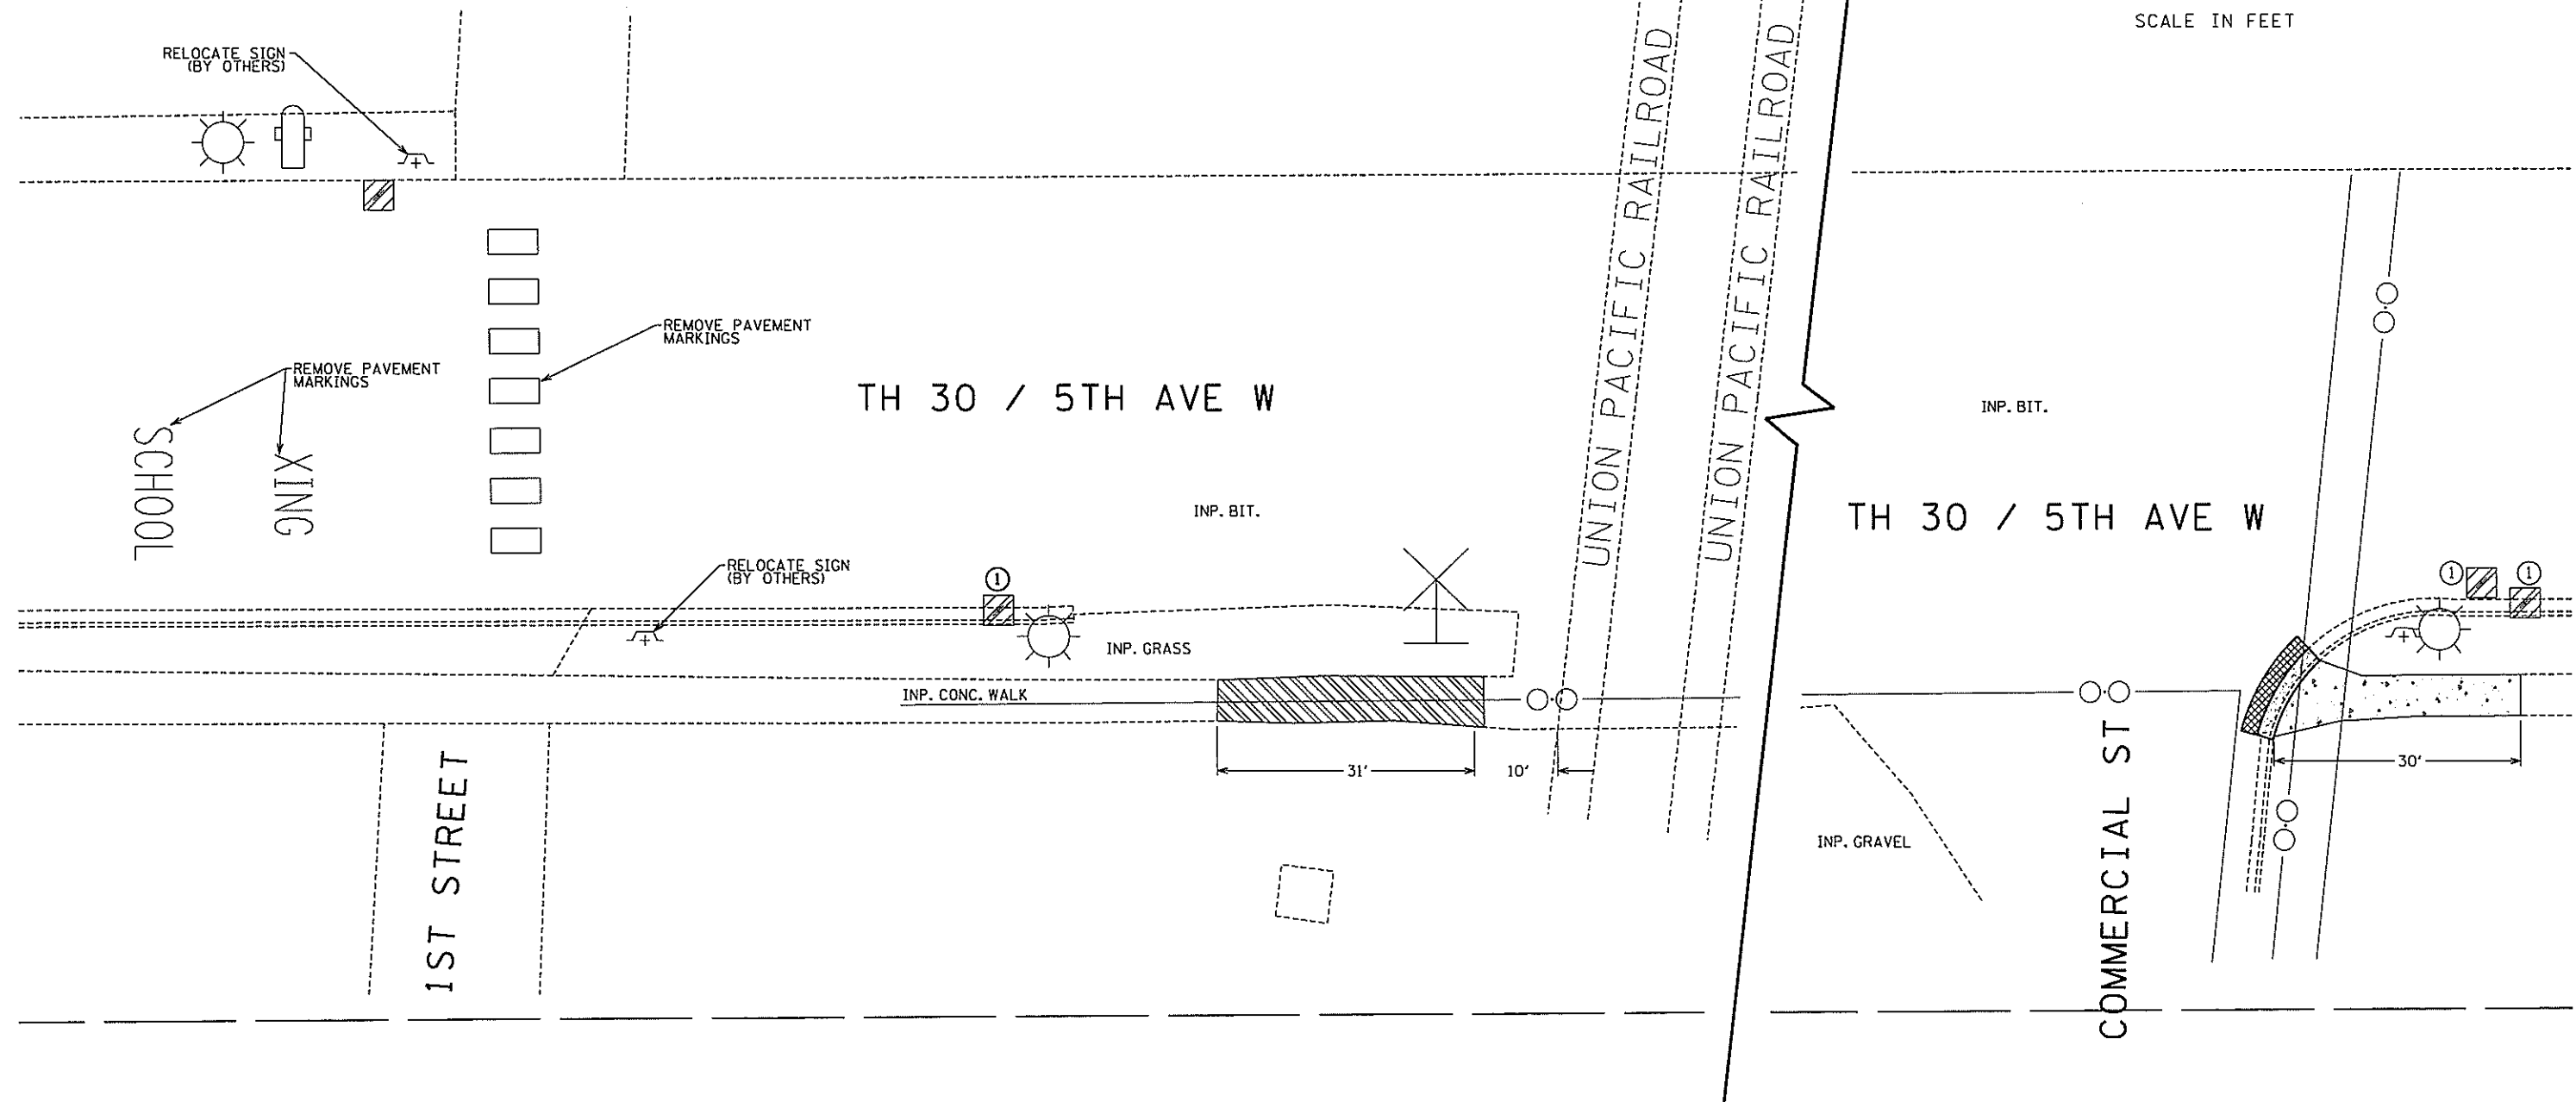 SCALE IN FEET
RELOCATE SIGN
(BY OTHERS)
UNION PACIFIC RAILROAD
UNION PACIFIC RAILROAD
REMOVE PAVEMENT
MARKINGS
REMOVE PAVEMENT
MARKINGS
TH 30 / 5TH AVE W
INP. BIT.
SCHOOL
XING
INP. BIT.
TH 30 / 5TH AVE W
RELOCATE SIGN
(BY OTHERS)
1
1
1
INP. GRASS
INP. CONC. WALK
31'
10'
30'
1ST STREET
INP. GRAVEL
COMMERCIAL ST